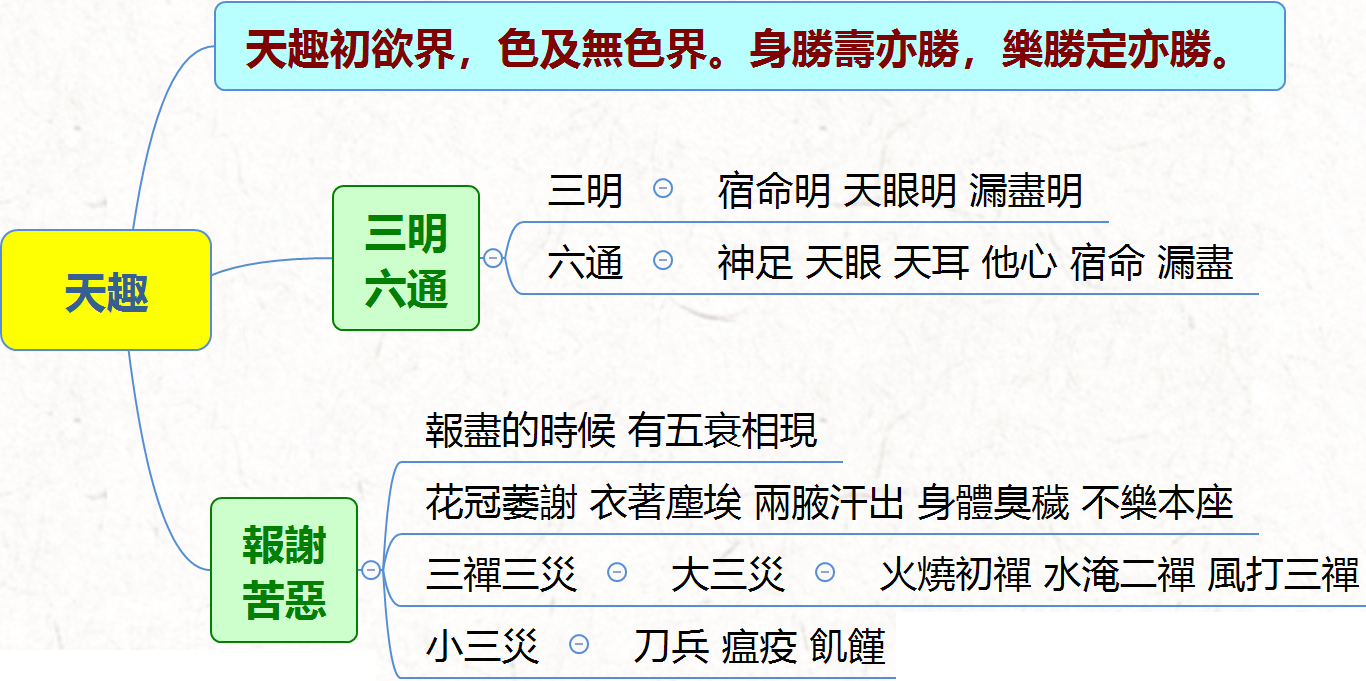 天趣初欲界，色及無色界。身勝壽亦勝，樂勝定亦勝。
天趣
三明
六通
三明 宿命明 天眼明 漏盡明
六通 神足 天眼 天耳 他心 宿命 漏盡
報謝
苦惡
報盡的時候 有五衰相現
花冠萎謝 衣著塵埃 兩腋汗出 身體臭穢 不樂本座
三禪三災 大三災 火燒初禪 水淹二禪 風打三禪
小三災 刀兵 瘟疫 飢饉